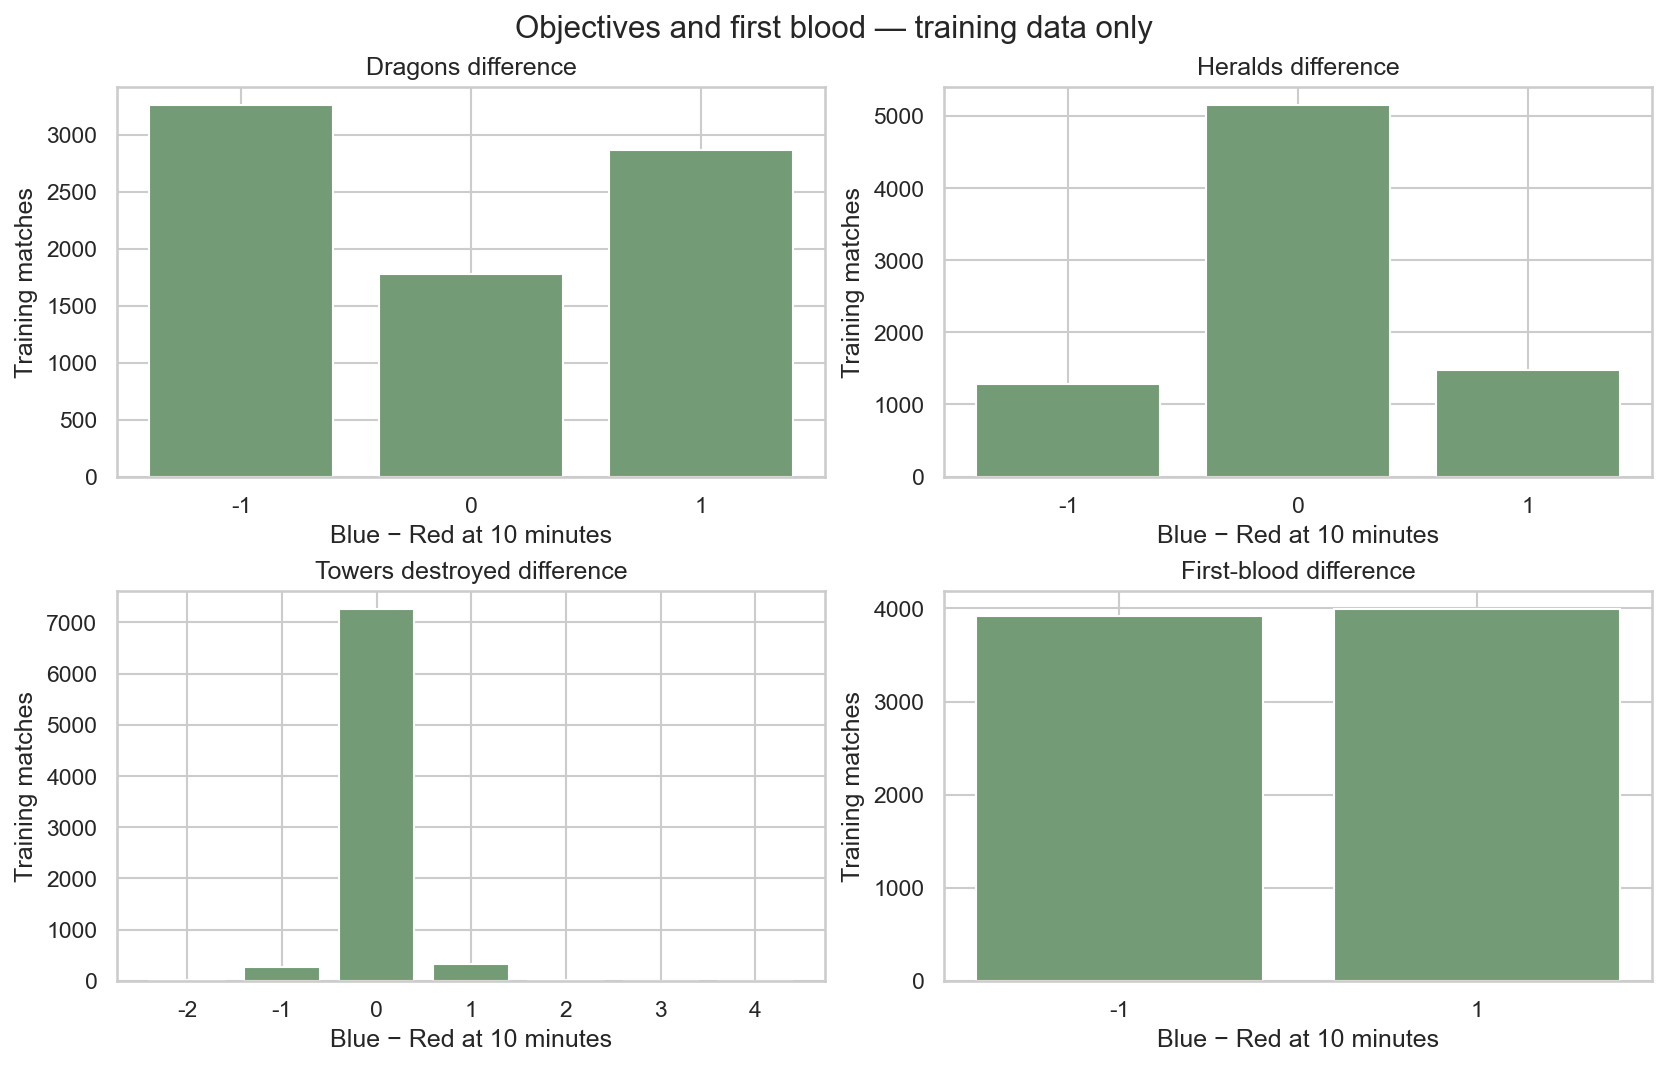 Objectives and first blood — training data only
Dragons difference
Training matches
3000
2500
2000
1500
1000
500
0
-1 0 1
Blue − Red at 10 minutes
Heralds difference
Training matches
5000
4000
3000
2000
1000
0
-1 0 1
Blue − Red at 10 minutes
Towers destroyed difference
Training matches
7000
6000
5000
4000
3000
2000
1000
0
-2 -1 0 1 2 3 4
Blue − Red at 10 minutes
First-blood difference
Training matches
4000
3000
2000
1000
0
-1 1
Blue − Red at 10 minutes